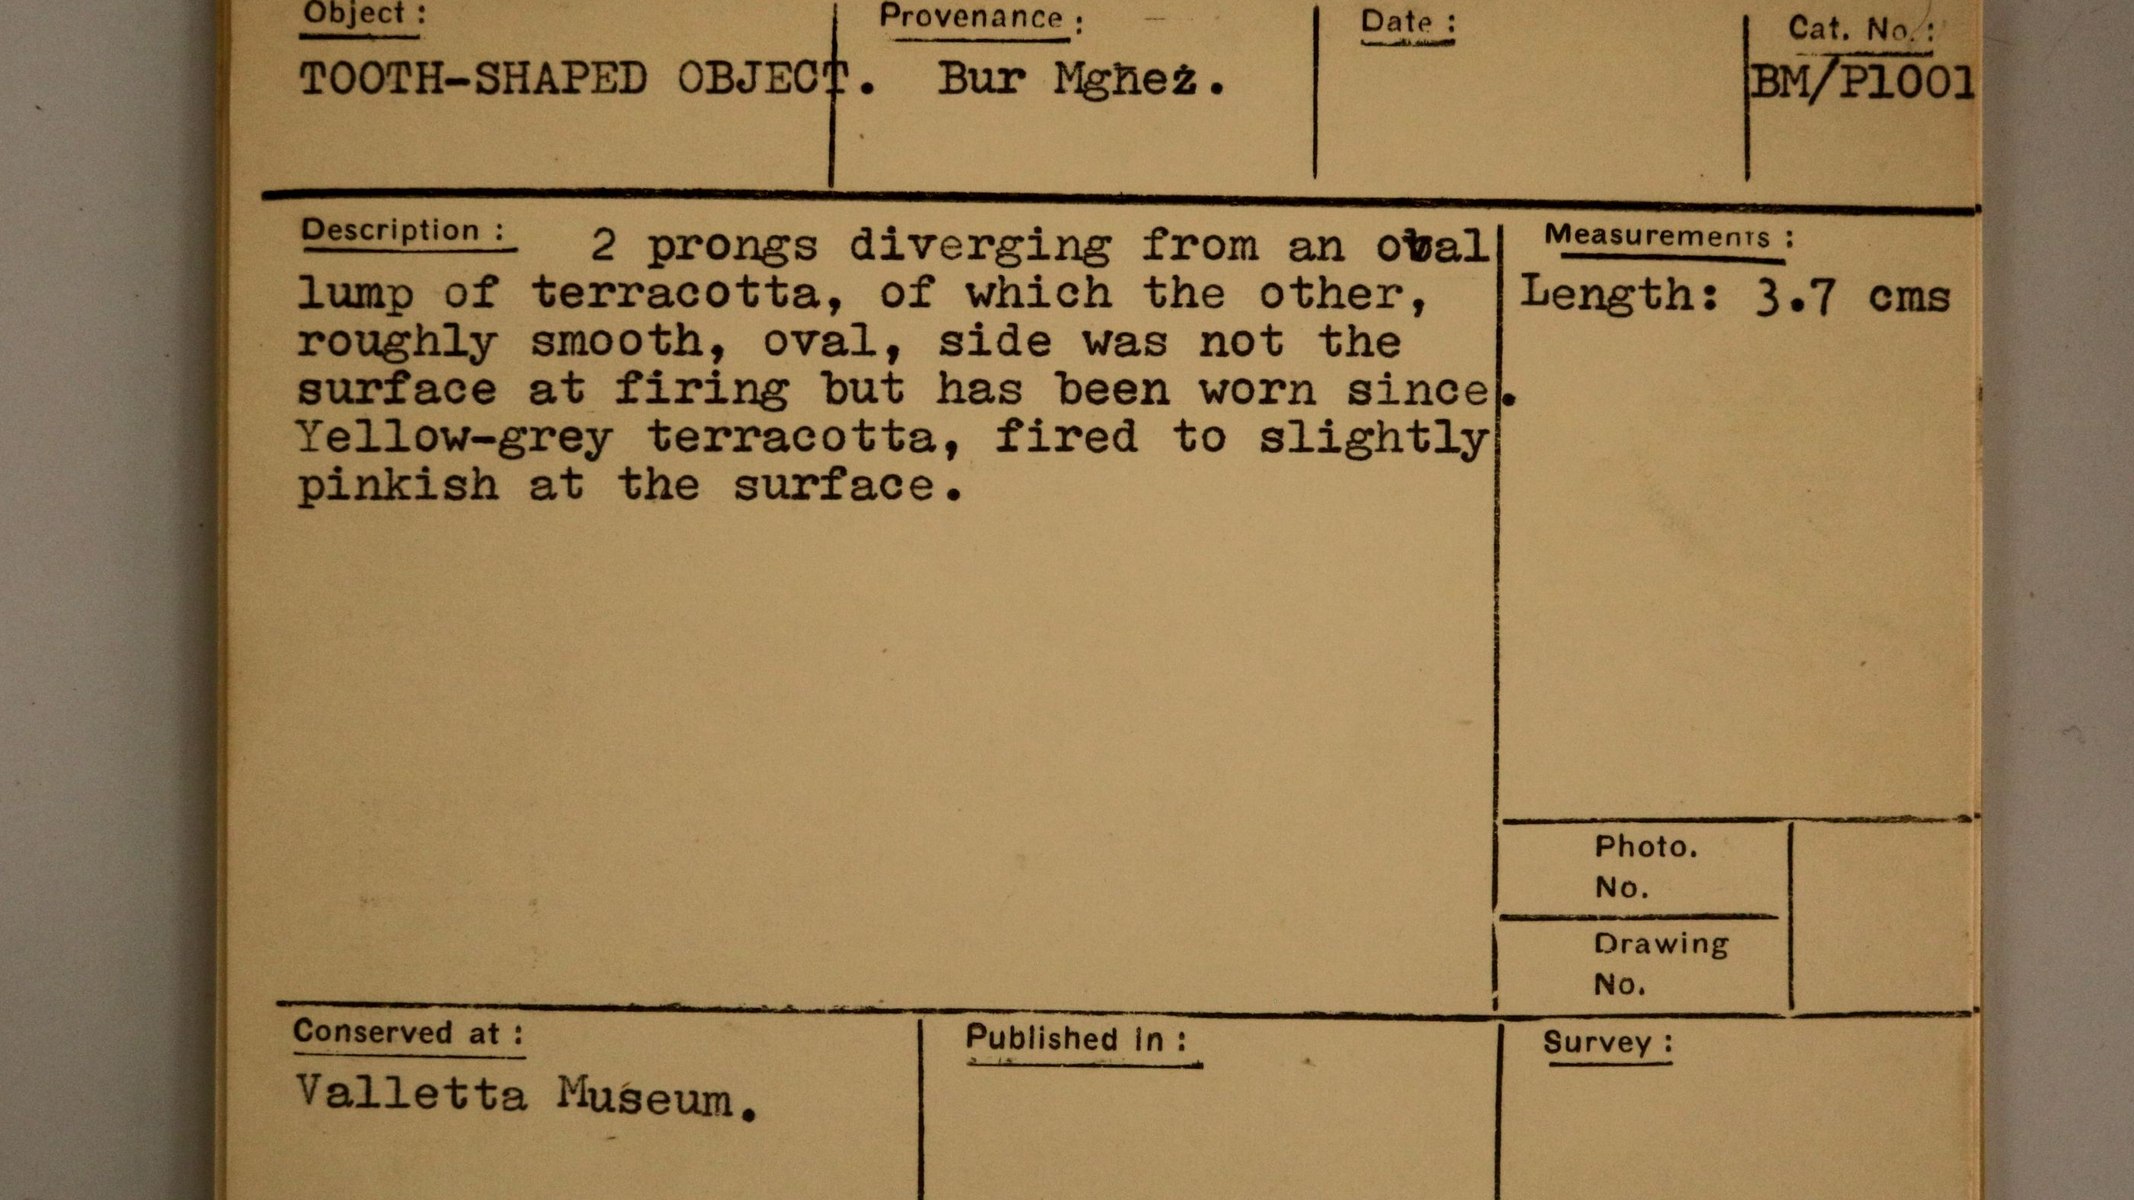 Object : Provenance : Date : Cat. No. :
TOOTH-SHAPED OBJECT. Bur Mgħeż. BM/P1001
Description : 2 prongs diverging from an oval
lump of terracotta, of which the other,
roughly smooth, oval, side was not the
surface at firing but has been worn since.
Yellow-grey terracotta, fired to slightly
pinkish at the surface.
Measurements :
Length: 3.7 cms
Photo.
No.
Drawing
No.
Conserved at : Published in : Survey :
Valletta Museum.